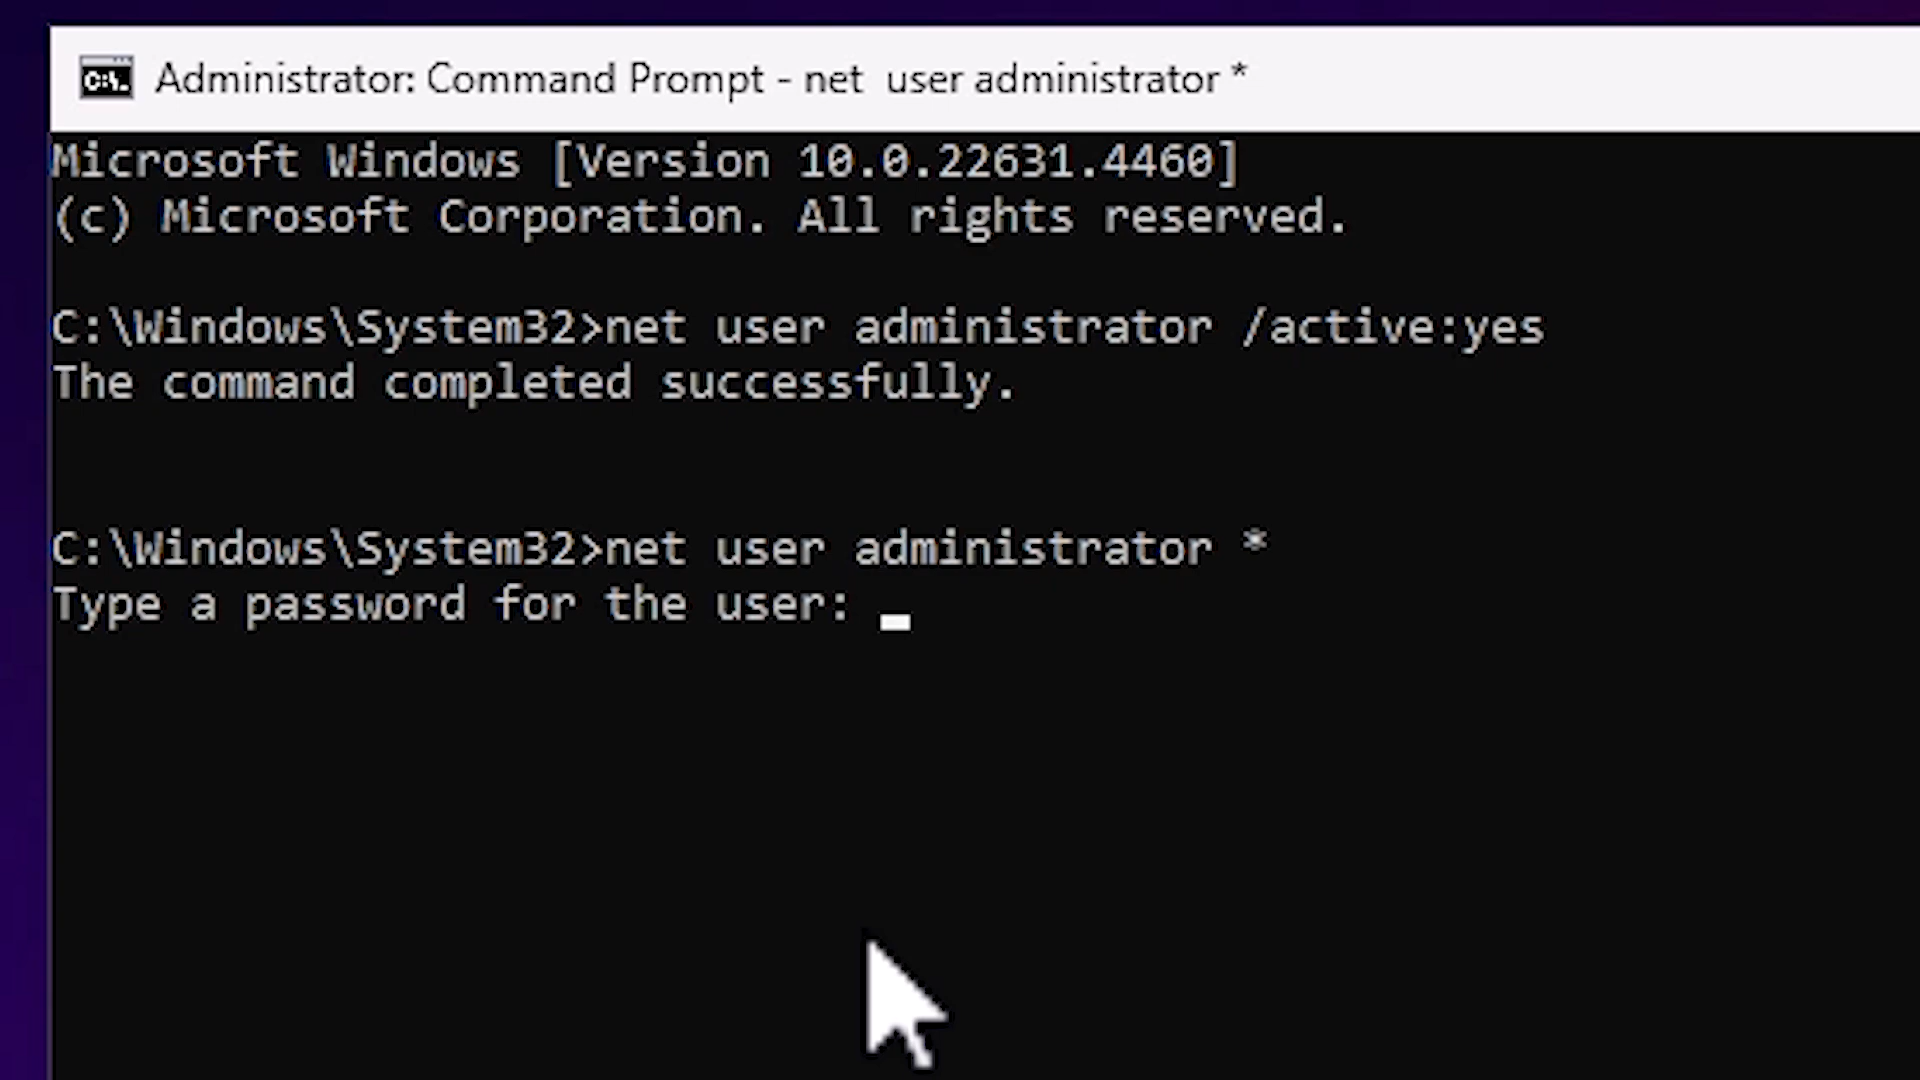 C:\. Administrator: Command Prompt - net  user administrator *
Microsoft Windows [Version 10.0.22631.4460]
(c) Microsoft Corporation. All rights reserved.
C:\Windows\System32>net user administrator /active:yes
The command completed successfully.
C:\Windows\System32>net user administrator *
Type a password for the user: